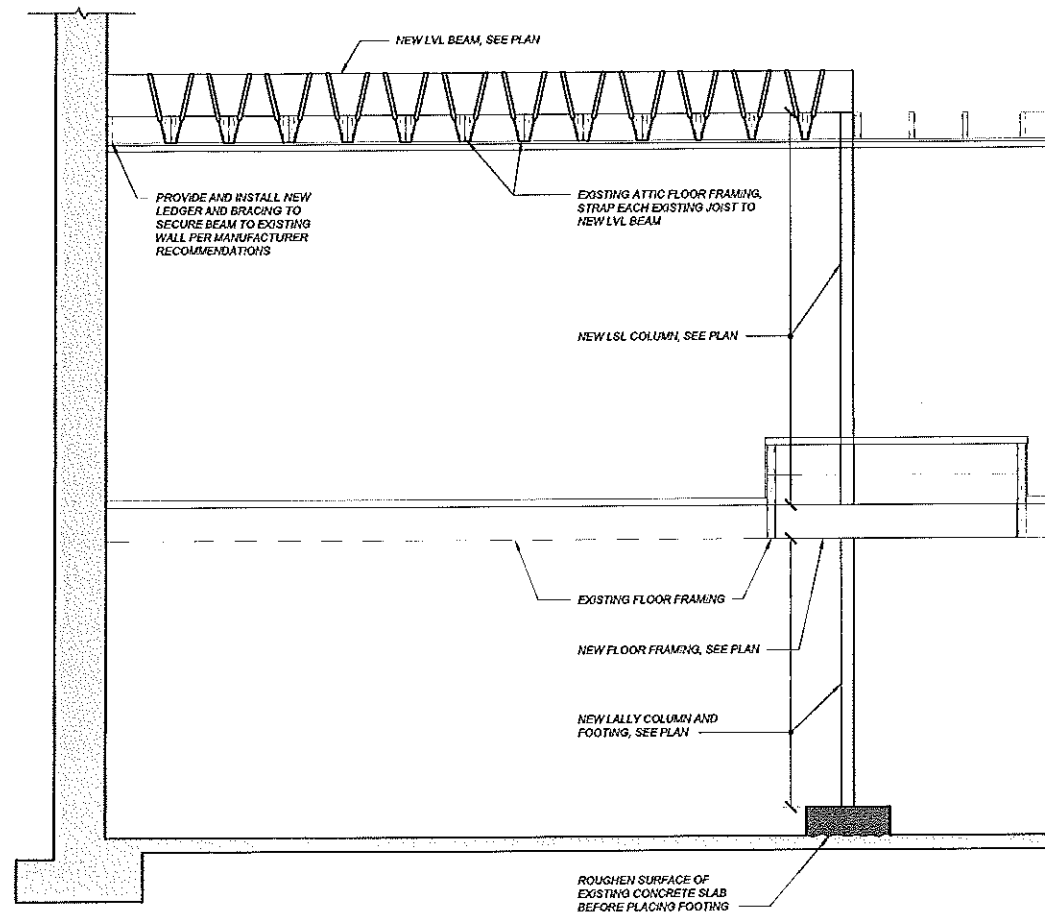 NEW LVL BEAM, SEE PLAN
PROVIDE AND INSTALL NEW
LEDGER AND BRACING TO
SECURE BEAM TO EXISTING
WALL PER MANUFACTURER
RECOMMENDATIONS
EXISTING ATTIC FLOOR FRAMING,
STRAP EACH EXISTING JOIST TO
NEW LVL BEAM
NEW LSL COLUMN, SEE PLAN
EXISTING FLOOR FRAMING
NEW FLOOR FRAMING, SEE PLAN
NEW LALLY COLUMN AND
FOOTING, SEE PLAN
ROUGHEN SURFACE OF
EXISTING CONCRETE SLAB
BEFORE PLACING FOOTING